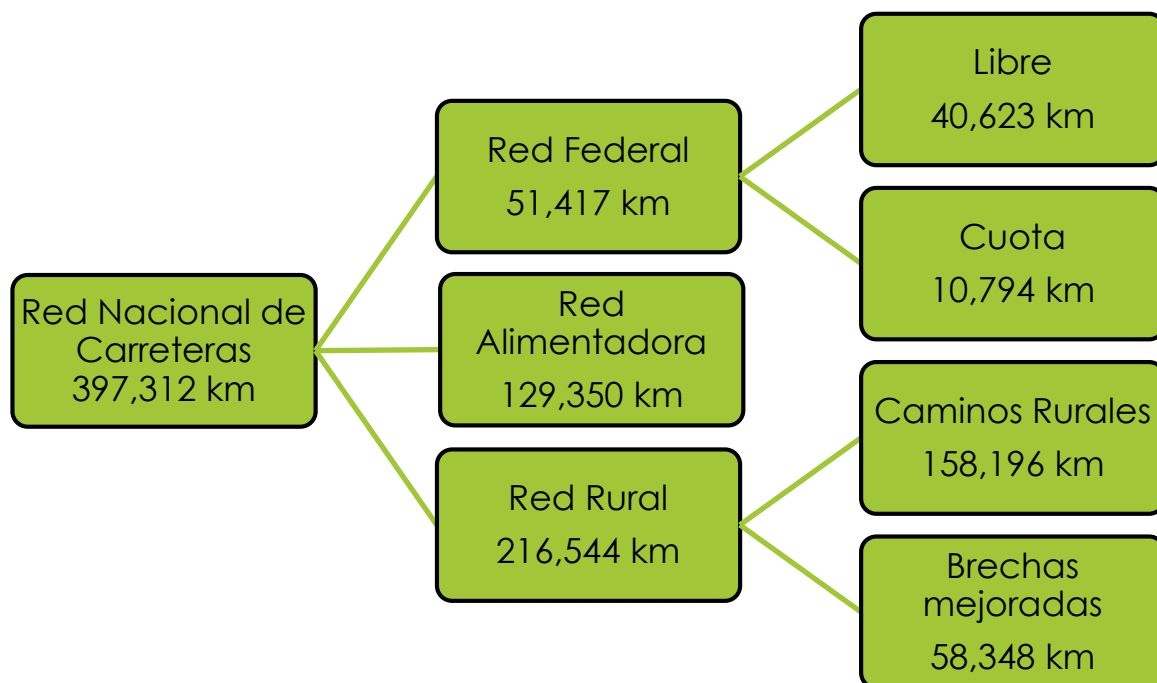 Red Nacional de
Carreteras
397,312 km
Red Federal
51,417 km
Red
Alimentadora
129,350 km
Red Rural
216,544 km
Libre
40,623 km
Cuota
10,794 km
Caminos Rurales
158,196 km
Brechas
mejoradas
58,348 km